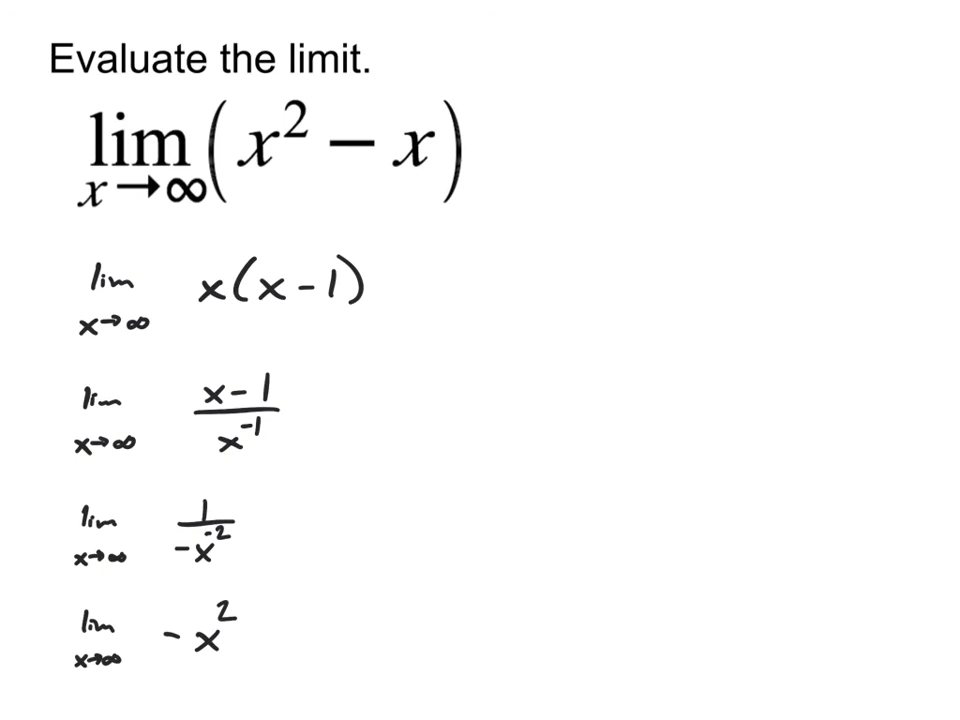 Evaluate the limit.
lim x→∞ (x² − x)
lim x→∞ x(x − 1)
lim x→∞ (x − 1)/(x⁻¹)
lim x→∞ 1/(−x⁻²)
lim x→∞ −x²